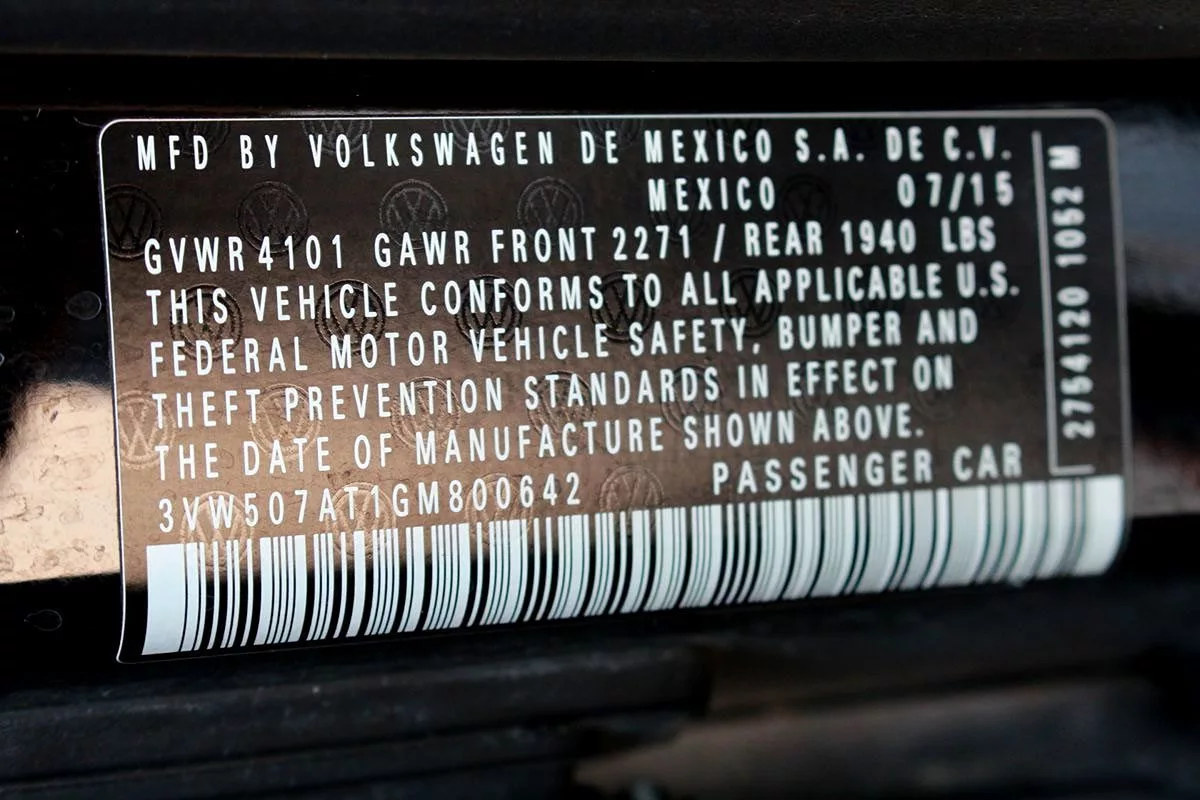 MFD BY VOLKSWAGEN DE MEXICO S.A. DE C.V.
MEXICO 07/15
GVWR 4101 GAWR FRONT 2271 / REAR 1940 LBS
THIS VEHICLE CONFORMS TO ALL APPLICABLE U.S.
FEDERAL MOTOR VEHICLE SAFETY, BUMPER AND
THEFT PREVENTION STANDARDS IN EFFECT ON
THE DATE OF MANUFACTURE SHOWN ABOVE.
3VW507AT1GM800642 PASSENGER CAR
2754120 1052 M